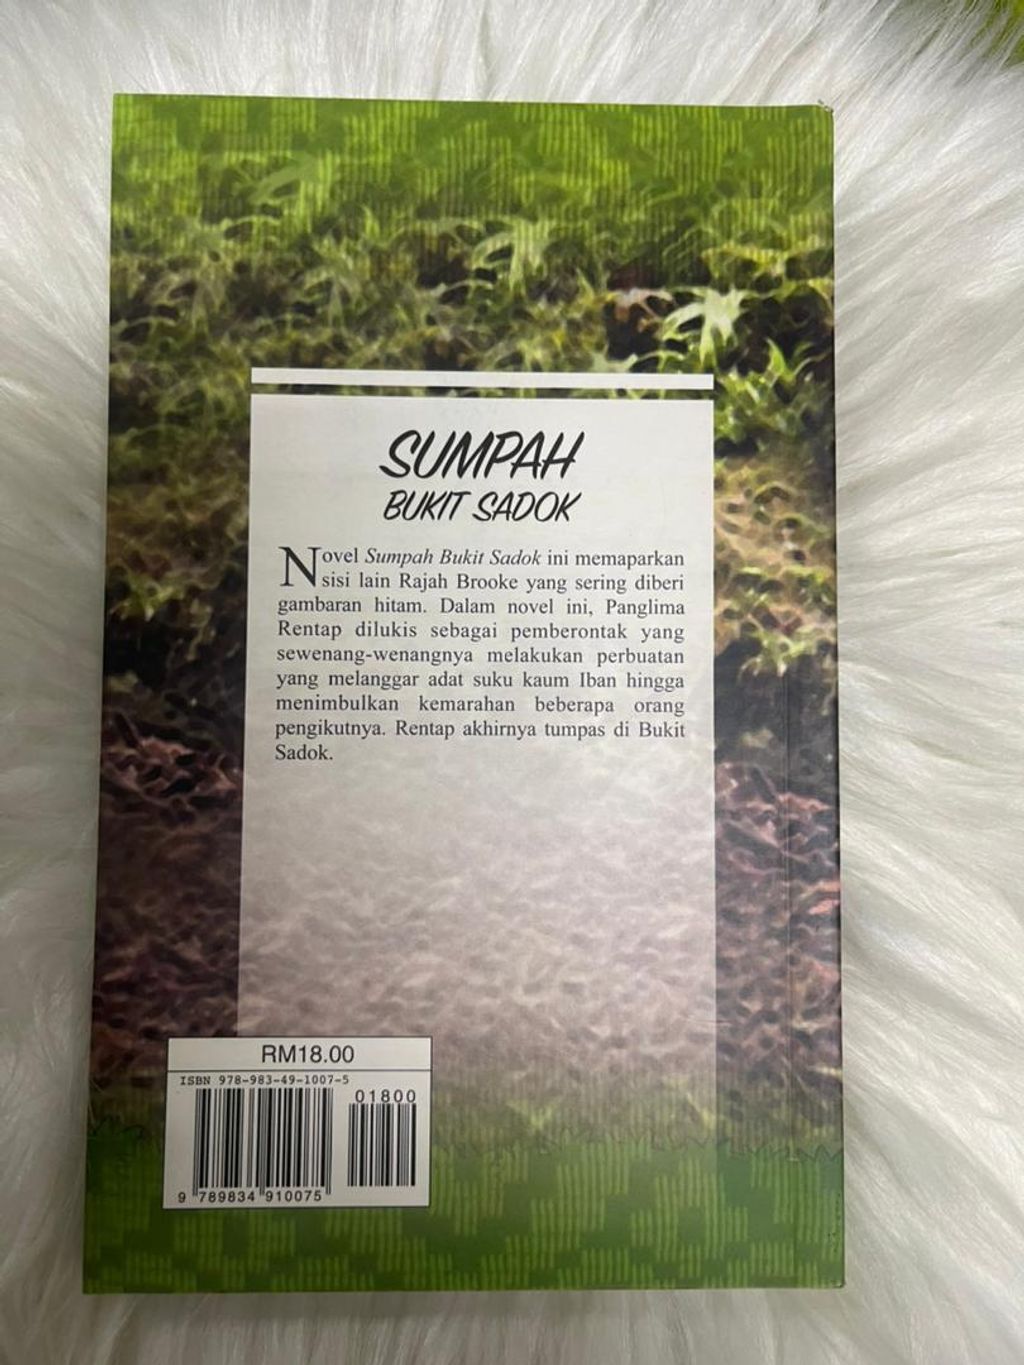 SUMPAH
BUKIT SADOK
Novel Sumpah Bukit Sadok ini memaparkan
sisi lain Rajah Brooke yang sering diberi
gambaran hitam. Dalam novel ini, Panglima
Rentap dilukis sebagai pemberontak yang
sewenang-wenangnya melakukan perbuatan
yang melanggar adat suku kaum Iban hingga
menimbulkan kemarahan beberapa orang
pengikutnya. Rentap akhirnya tumpas di Bukit
Sadok.
RM18.00
ISBN 978-983-49-1007-5
01800
9 789834 910075